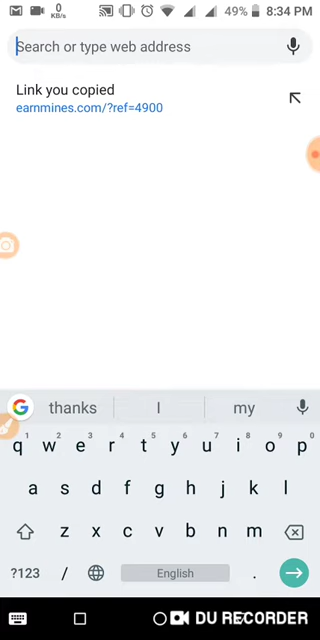 0
KB/s
49% 8:34 PM
Search or type web address
Link you copied
earnmines.com/?ref=4900
G thanks I my
1 2 3 4 5 6 7 8 9 0
q w e r t y u i o p
a s d f g h j k l
z x c v b n m
?123 / English .
DU RECORDER